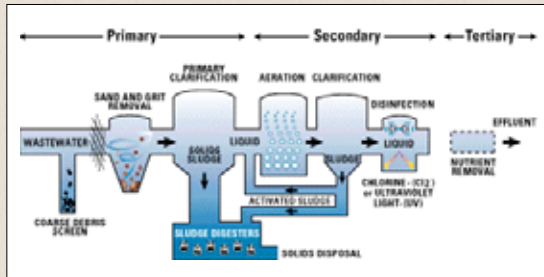 Primary
Secondary
Tertiary
PRIMARY
CLARIFICATION
AERATION
CLARIFICATION
SAND AND GRIT
REMOVAL
DISINFECTION
EFFLUENT
WASTEWATER
SOLIDS
SLUDGE
LIQUID
SLUDGE
LIQUID
NUTRIENT
REMOVAL
CHLORINE - (Cl2)
or ULTRAVIOLET
LIGHT- (UV)
ACTIVATED SLUDGE
COARSE DEBRIS
SCREEN
SLUDGE DIGESTERS
SOLIDS DISPOSAL